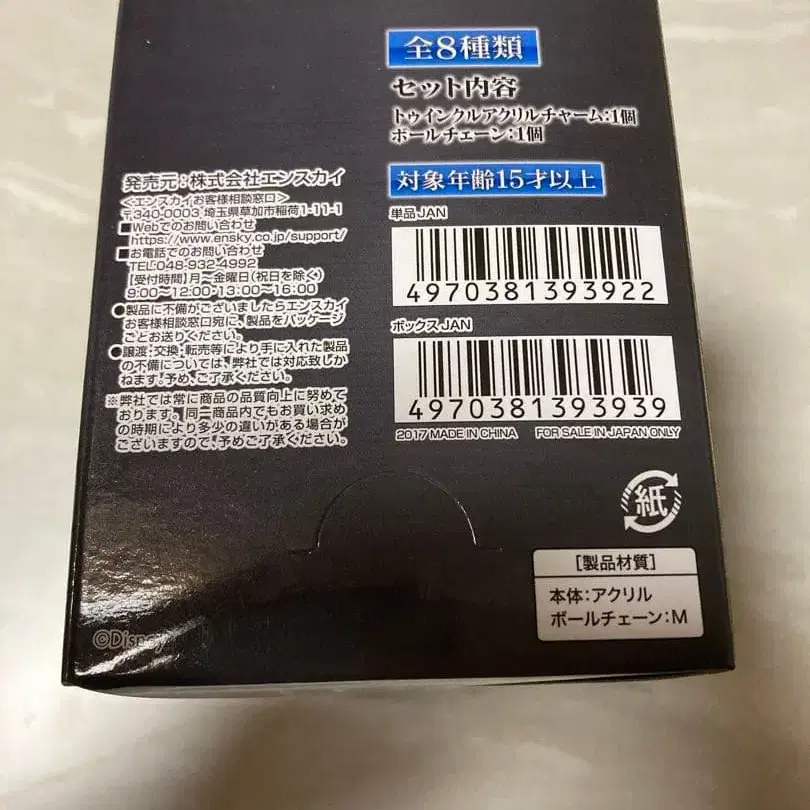 全8種類
セット内容
トゥインクルアクリルチャーム:1個
ボールチェーン:1個
対象年齢15才以上
単品JAN
4970381393922
ボックスJAN
4970381393939
2017 MADE IN CHINA FOR SALE IN JAPAN ONLY
発売元:株式会社エンスカイ
<エンスカイお客様相談窓口>
〒340-0003 埼玉県草加市稲荷1-11-1
■Webでのお問い合わせ
https://www.ensky.co.jp/support/
■お電話でのお問い合わせ
TEL:048-932-4992
[受付時間]月~金曜日(祝日を除く)
9:00~12:00・13:00~16:00
●製品に不備がございましたらエンスカイ
お客様相談窓口宛に、製品をパッケージ
ごとお送りください。
●譲渡・交換・転売等により手に入れた製品
の不備については、弊社では対応致しか
ねます。予め、ご了承ください。
※弊社では常に商品の品質向上に努めて
おります。同一商品内でもお買い求め
の時期により多少の違いがある場合が
ございますので、予めご了承ください。
紙
[製品材質]
本体:アクリル
ボールチェーン:M
©Disney